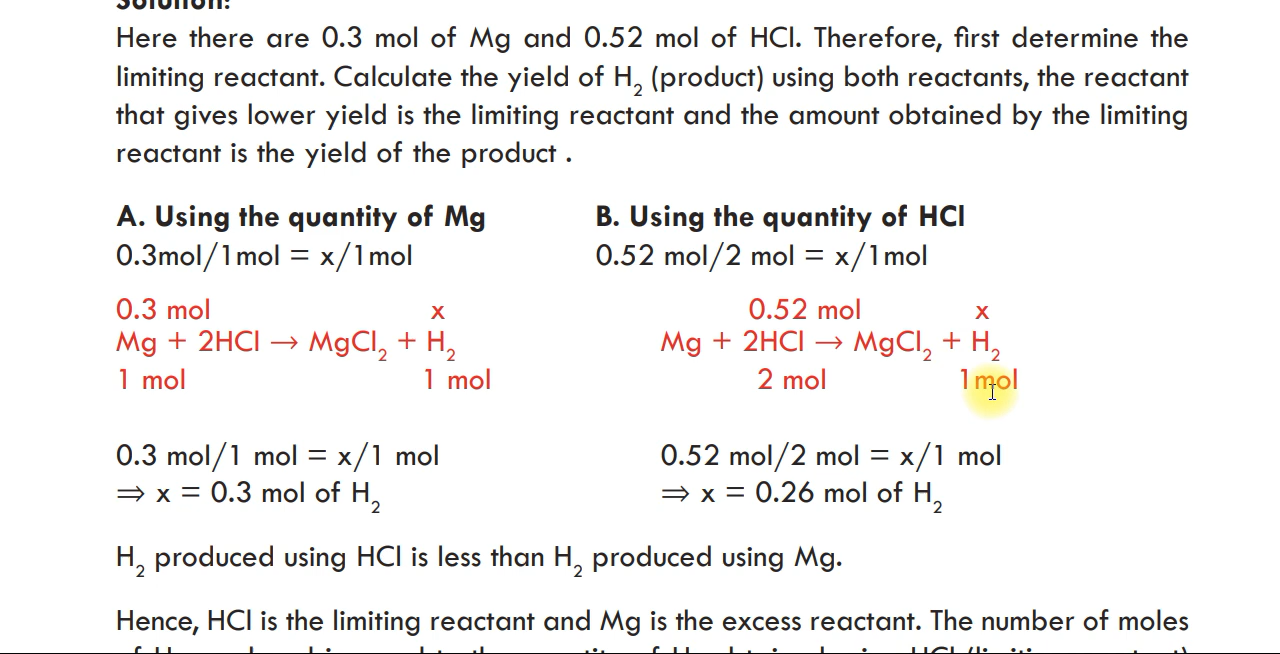 Solution:
Here there are 0.3 mol of Mg and 0.52 mol of HCl. Therefore, first determine the
limiting reactant. Calculate the yield of H₂ (product) using both reactants, the reactant
that gives lower yield is the limiting reactant and the amount obtained by the limiting
reactant is the yield of the product .
A. Using the quantity of Mg
0.3mol/1mol = x/1mol
0.3 mol x
Mg + 2HCl → MgCl₂ + H₂
1 mol 1 mol
0.3 mol/1 mol = x/1 mol
⇒ x = 0.3 mol of H₂
B. Using the quantity of HCl
0.52 mol/2 mol = x/1mol
0.52 mol x
Mg + 2HCl → MgCl₂ + H₂
2 mol 1mol
0.52 mol/2 mol = x/1 mol
⇒ x = 0.26 mol of H₂
H₂ produced using HCl is less than H₂ produced using Mg.
Hence, HCl is the limiting reactant and Mg is the excess reactant. The number of moles